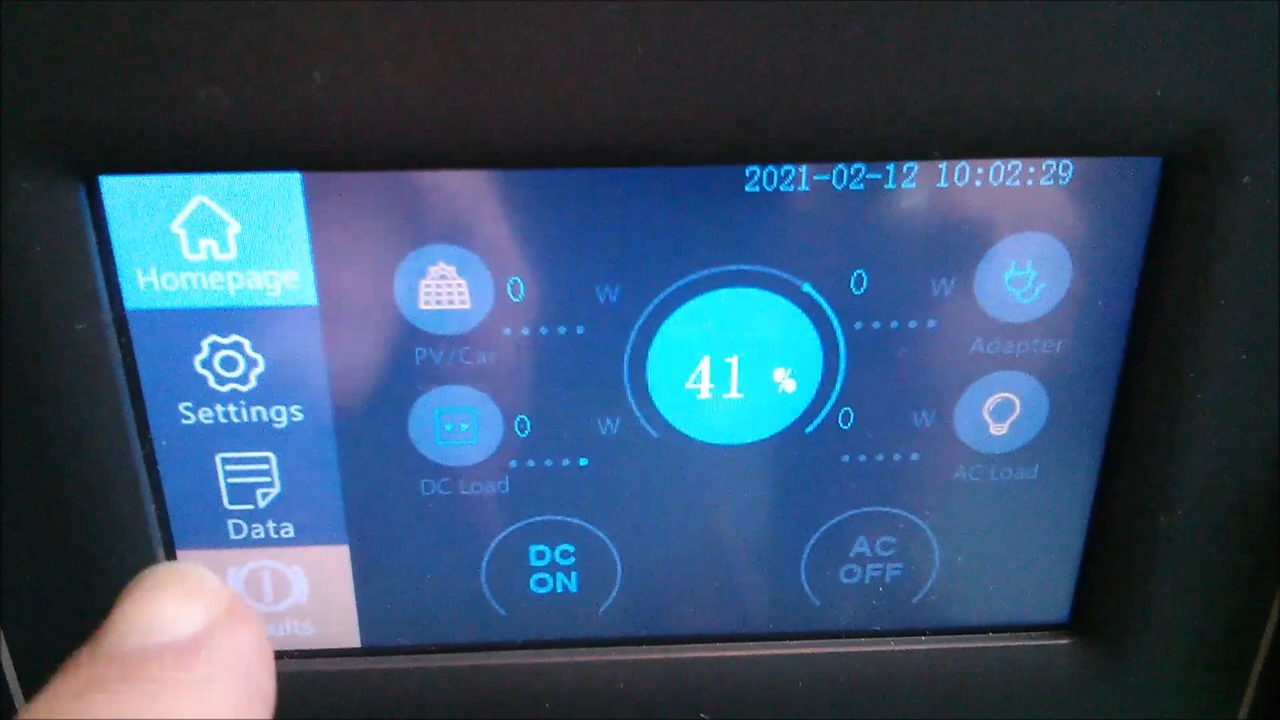 2021-02-12 10:02:29
Homepage
0 W
PV/Car
0 W
Adapter
Settings
41 %
0 W
DC Load
0 W
AC Load
Data
DC
ON
AC
OFF